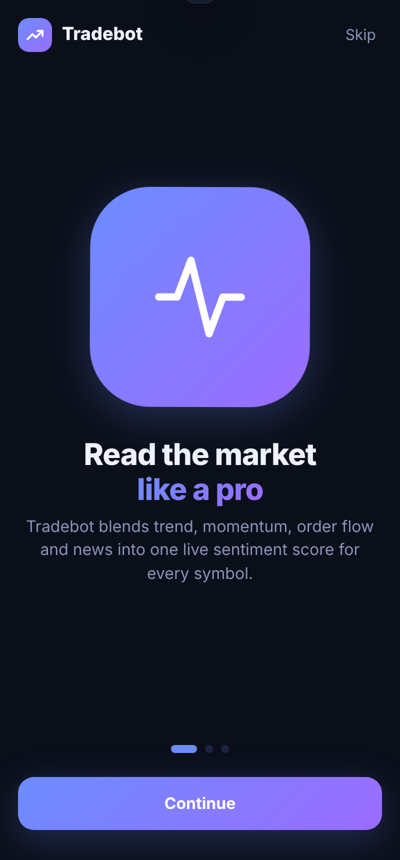 Tradebot
Skip
Read the market
like a pro
Tradebot blends trend, momentum, order flow
and news into one live sentiment score for
every symbol.
Continue